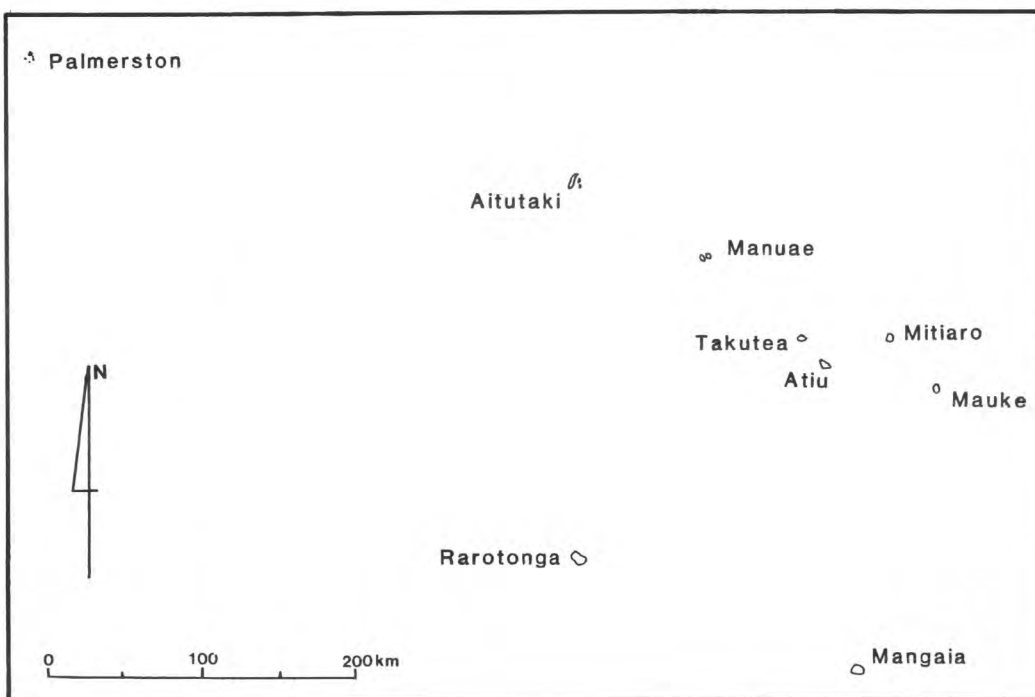 Palmerston
Aitutaki
Manuae
Takutea
Mitiaro
Atiu
Mauke
N
Rarotonga
0 100 200km
Mangaia